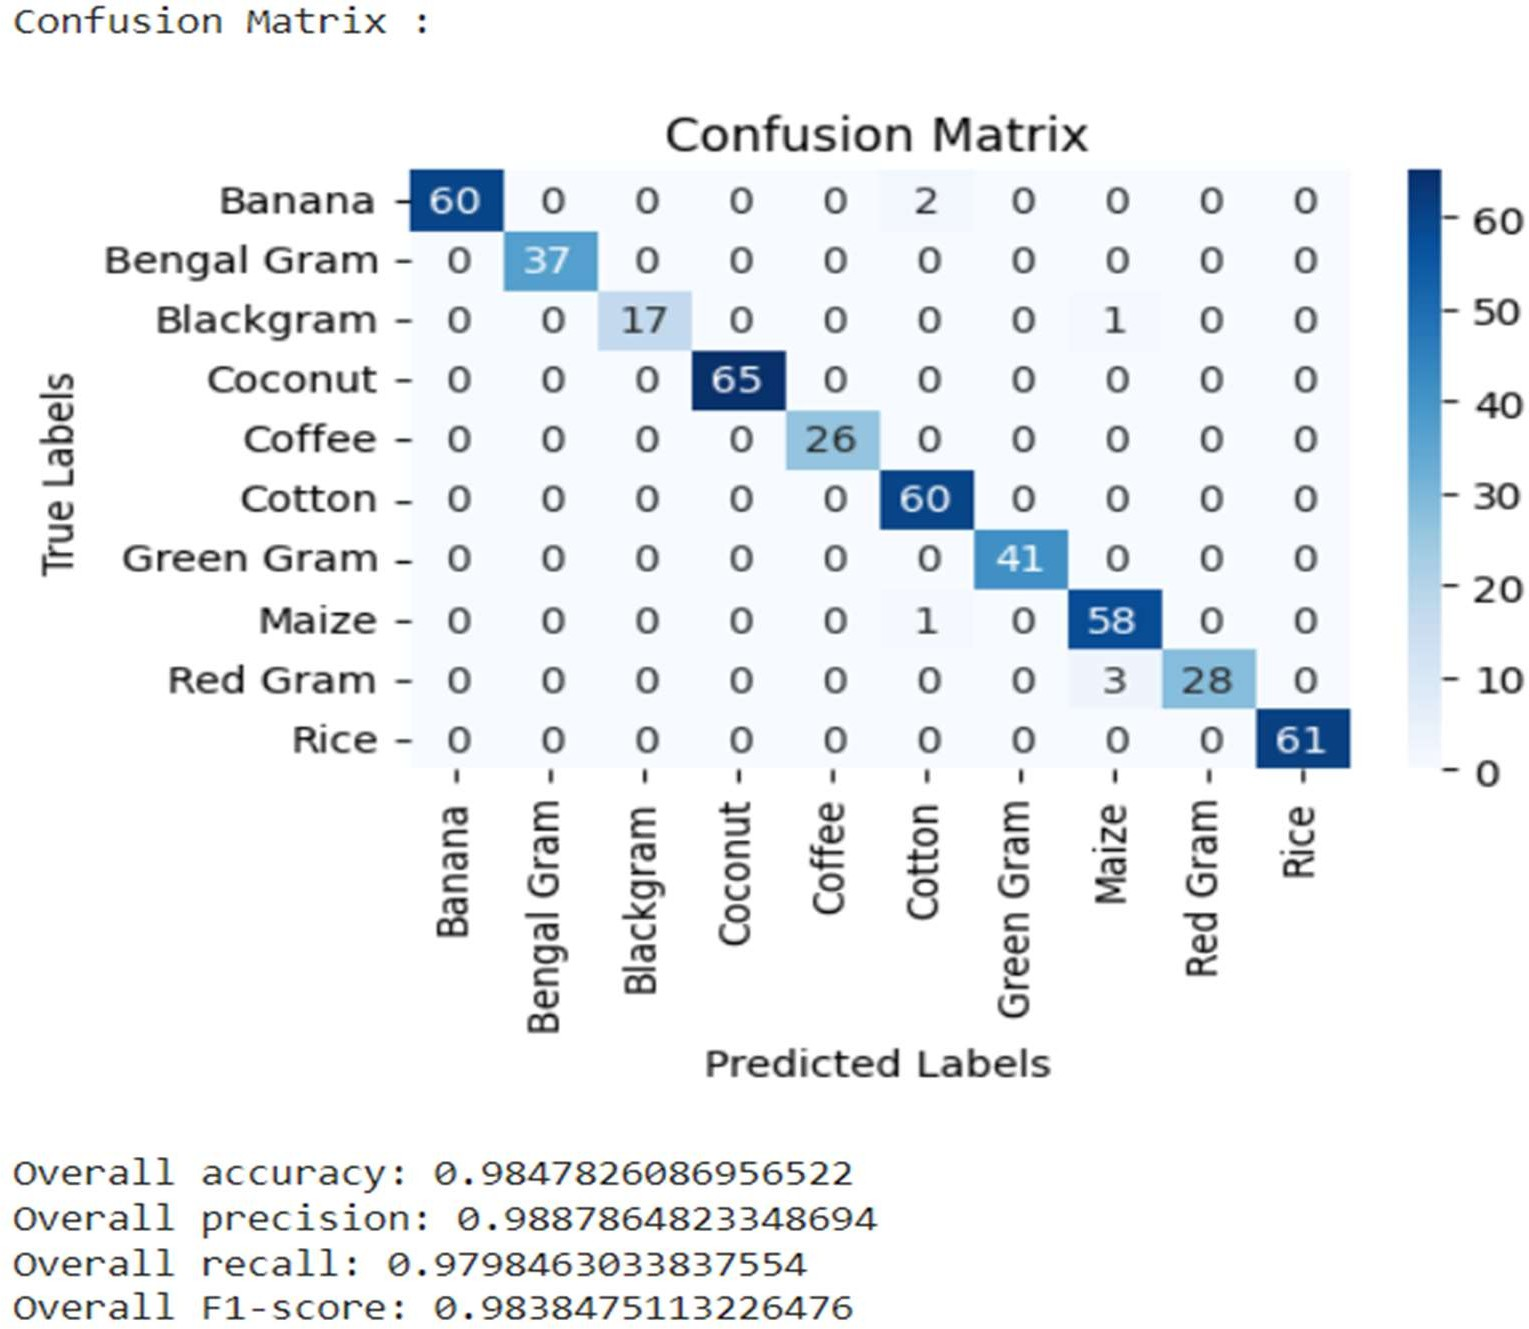 Confusion Matrix :
Confusion Matrix
Banana 60 0 0 0 0 2 0 0 0 0
Bengal Gram 0 37 0 0 0 0 0 0 0 0
Blackgram 0 0 17 0 0 0 0 1 0 0
Coconut 0 0 0 65 0 0 0 0 0 0
Coffee 0 0 0 0 26 0 0 0 0 0
Cotton 0 0 0 0 0 60 0 0 0 0
Green Gram 0 0 0 0 0 0 41 0 0 0
Maize 0 0 0 0 0 1 0 58 0 0
Red Gram 0 0 0 0 0 0 0 3 28 0
Rice 0 0 0 0 0 0 0 0 0 61
True Labels
60
50
40
30
20
10
0
Banana
Bengal Gram
Blackgram
Coconut
Coffee
Cotton
Green Gram
Maize
Red Gram
Rice
Predicted Labels
Overall accuracy: 0.9847826086956522
Overall precision: 0.9887864823348694
Overall recall: 0.9798463033837554
Overall F1-score: 0.9838475113226476